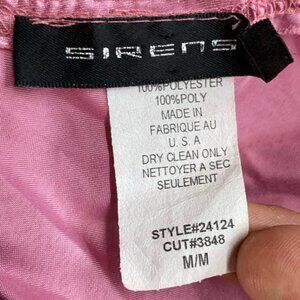 SIRENS
100%POLYESTER
100%POLY
MADE IN
FABRIQUE AU
U. S. A
DRY CLEAN ONLY
NETTOYER A SEC
SEULEMENT
STYLE#24124
CUT#3848
M/M